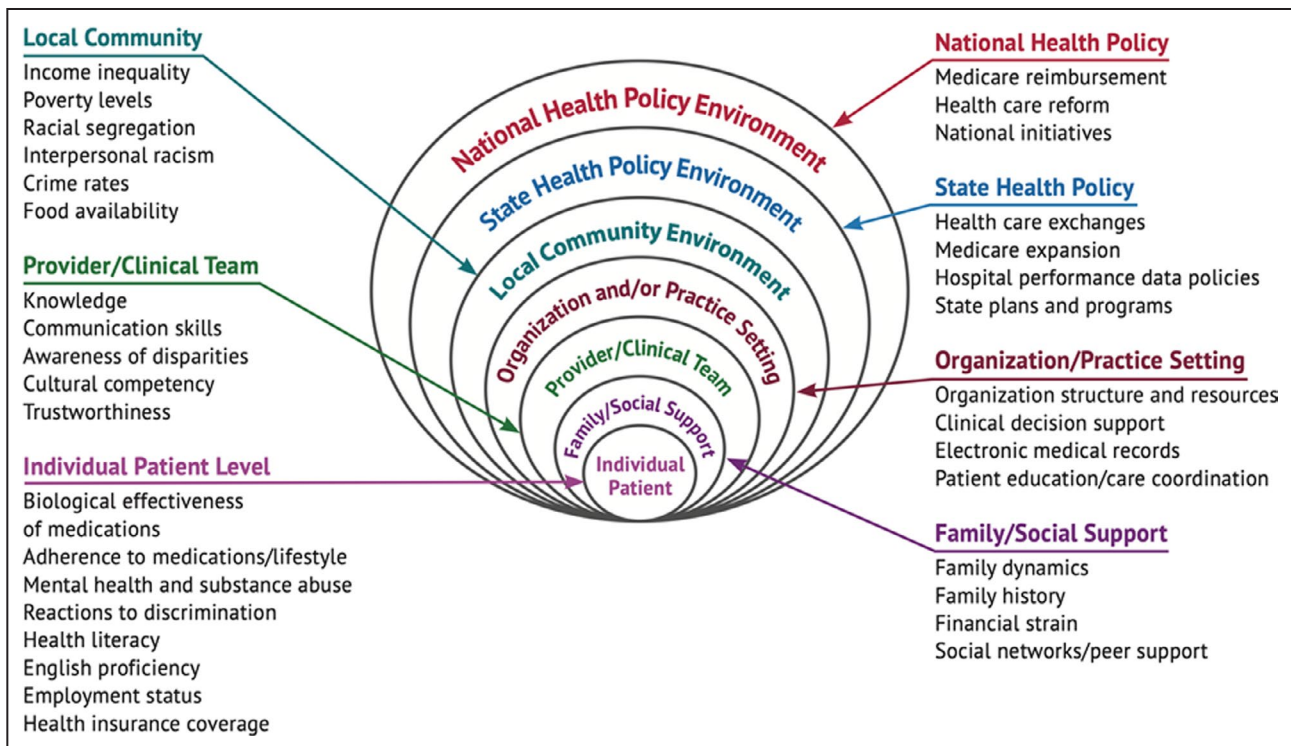 Local Community
Income inequality
Poverty levels
Racial segregation
Interpersonal racism
Crime rates
Food availability
Provider/Clinical Team
Knowledge
Communication skills
Awareness of disparities
Cultural competency
Trustworthiness
Individual Patient Level
Biological effectiveness
of medications
Adherence to medications/lifestyle
Mental health and substance abuse
Reactions to discrimination
Health literacy
English proficiency
Employment status
Health insurance coverage
National Health Policy Environment
State Health Policy Environment
Local Community Environment
Organization and/or Practice Setting
Provider/Clinical Team
Family/Social Support
Individual
Patient
National Health Policy
Medicare reimbursement
Health care reform
National initiatives
State Health Policy
Health care exchanges
Medicare expansion
Hospital performance data policies
State plans and programs
Organization/Practice Setting
Organization structure and resources
Clinical decision support
Electronic medical records
Patient education/care coordination
Family/Social Support
Family dynamics
Family history
Financial strain
Social networks/peer support